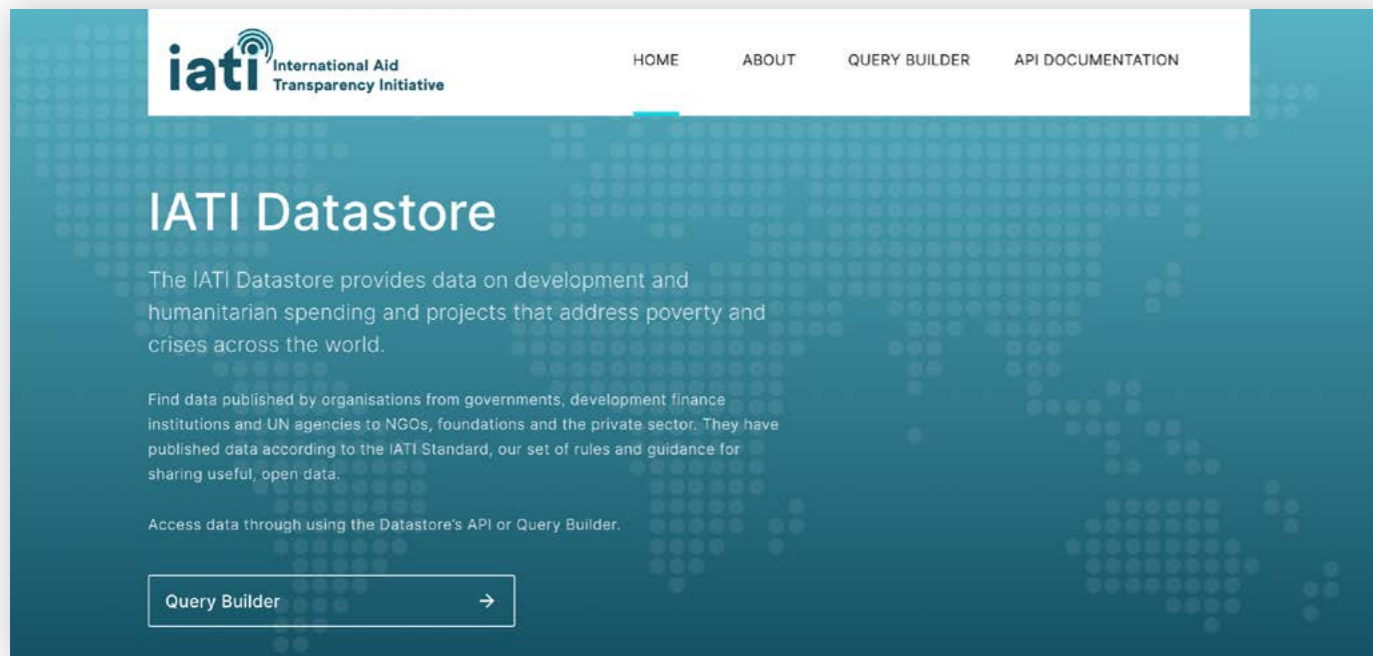 iati International Aid
Transparency Initiative
HOME ABOUT QUERY BUILDER API DOCUMENTATION
IATI Datastore
The IATI Datastore provides data on development and
humanitarian spending and projects that address poverty and
crises across the world.
Find data published by organisations from governments, development finance
institutions and UN agencies to NGOs, foundations and the private sector. They have
published data according to the IATI Standard, our set of rules and guidance for
sharing useful, open data.
Access data through using the Datastore's API or Query Builder.
Query Builder →